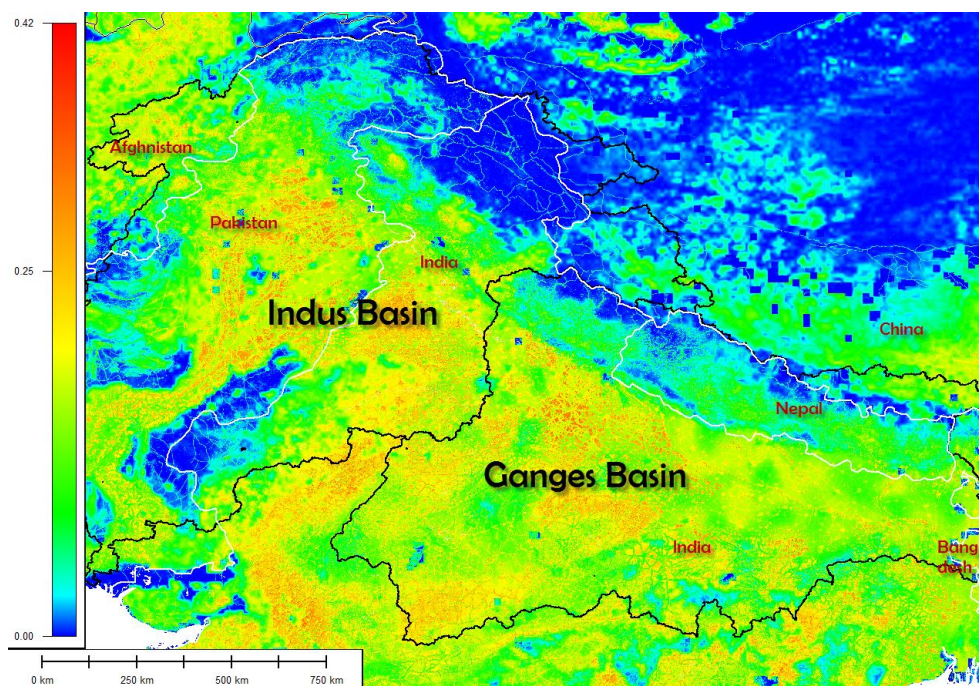 0.42
Afghnistan
Pakistan
0.25
India
Indus Basin
China
Nepal
Ganges Basin
India
Bang
desh
0.00
0 km
250 km
500 km
750 km